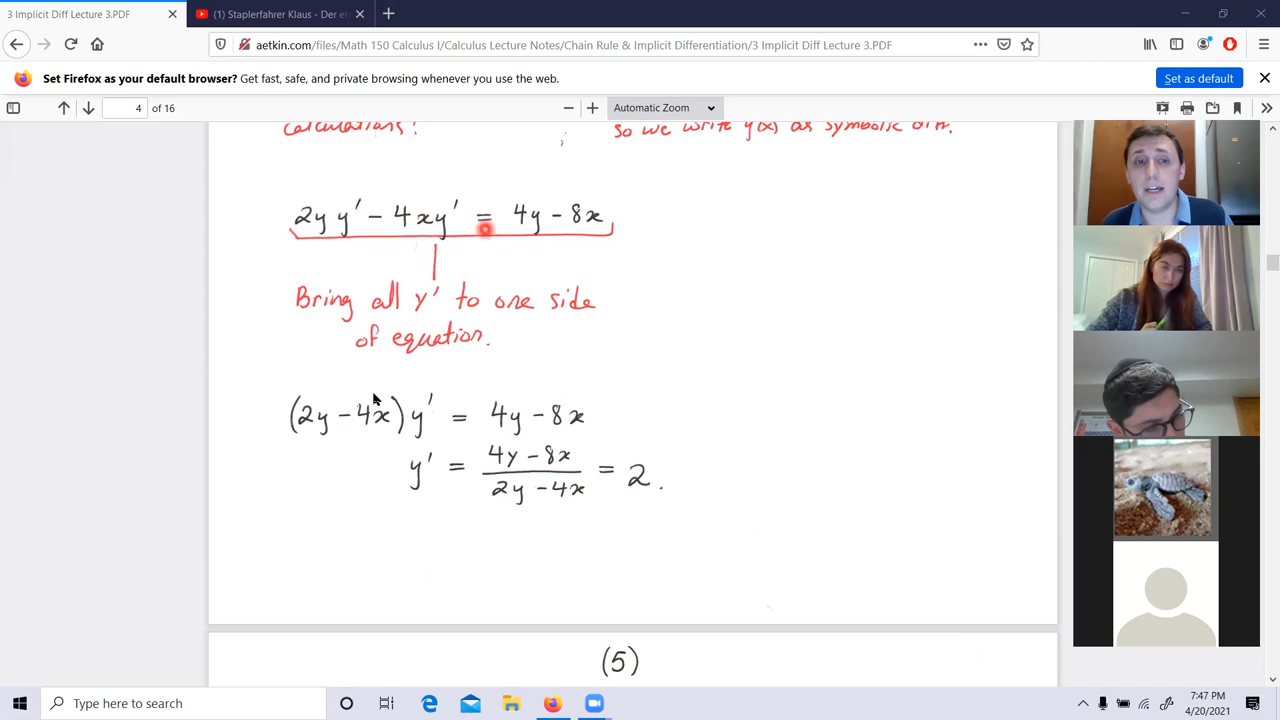 3 Implicit Diff Lecture 3.PDF
(1) Staplerfahrer Klaus - Der er
aetkin.com/files/Math 150 Calculus I/Calculus Lecture Notes/Chain Rule & Implicit Differentiation/3 Implicit Diff Lecture 3.PDF
Set Firefox as your default browser? Get fast, safe, and private browsing whenever you use the web.
Set as default
4 of 16
Automatic Zoom
calculations!
so we write y(x) as symbolic
2y y' - 4xy' = 4y - 8x
Bring all y' to one side
of equation.
(2y - 4x) y' = 4y - 8x
y' = (4y - 8x)/(2y - 4x) = 2.
(5)
Type here to search
7:47 PM
4/20/2021